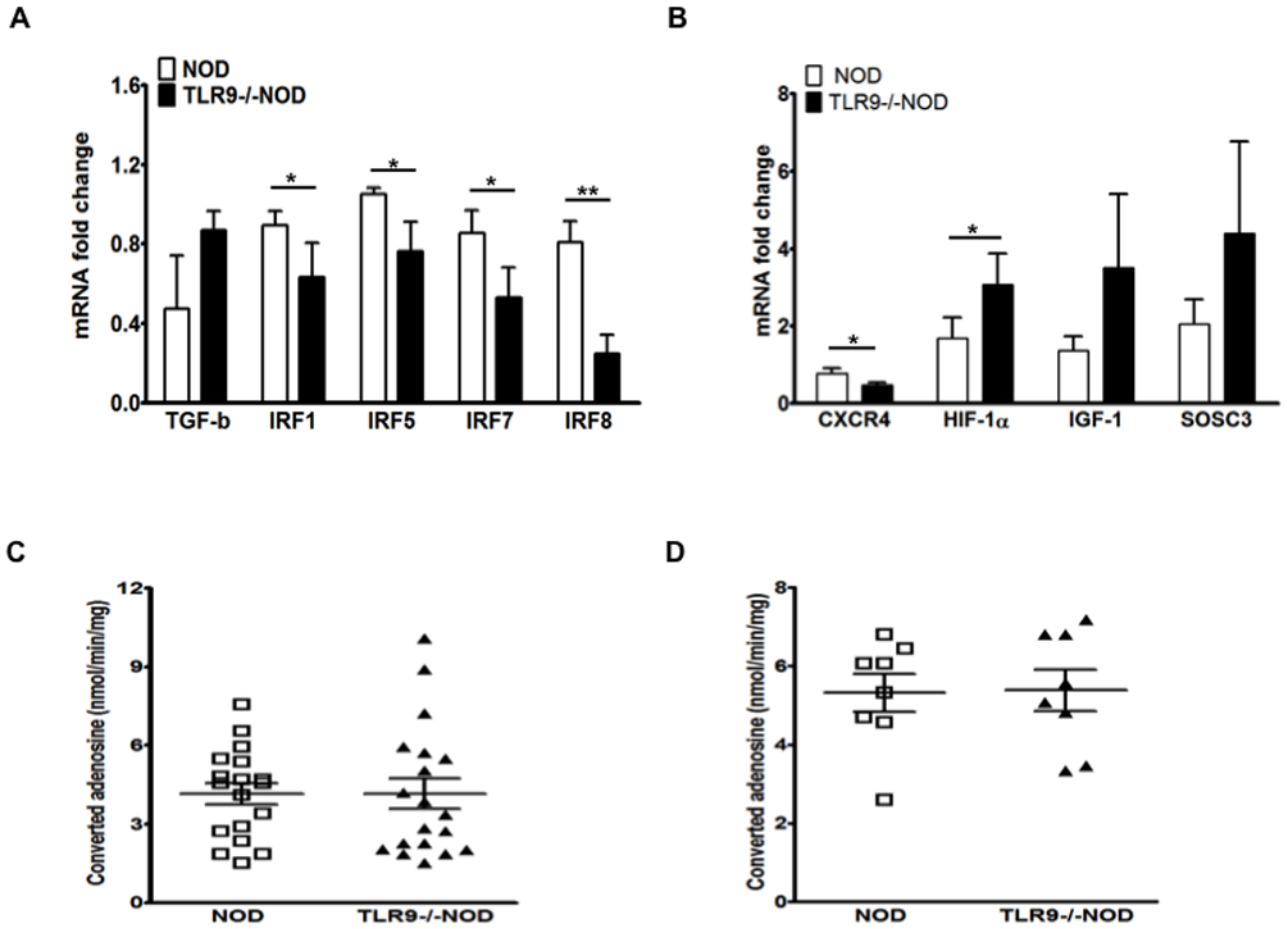 A
NOD
TLR9-/-NOD
mRNA fold change
1.6
1.2
0.8
0.4
0.0
*
*
*
**
TGF-b IRF1 IRF5 IRF7 IRF8
B
NOD
TLR9-/-NOD
mRNA fold change
8
6
4
2
0
*
*
CXCR4 HIF-1α IGF-1 SOSC3
C
Converted adenosine (nmol/min/mg)
12
9
6
3
0
NOD TLR9-/-NOD
D
Converted adenosine (nmol/min/mg)
8
6
4
2
0
NOD TLR9-/-NOD